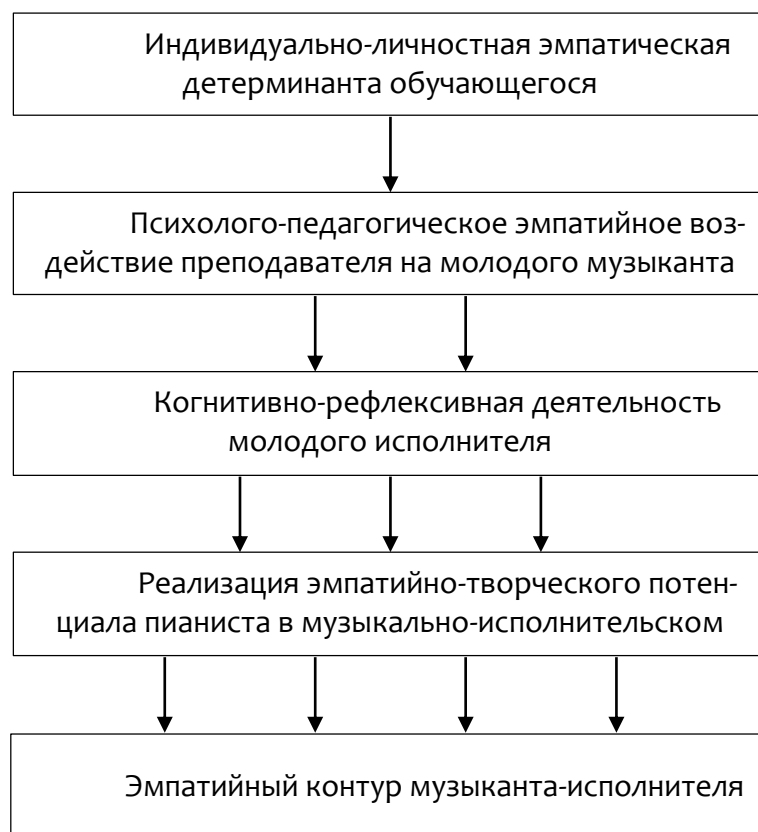 Индивидуально-личностная эмпатическая
детерминанта обучающегося
Психолого-педагогическое эмпатийное воз-
действие преподавателя на молодого музыканта
Когнитивно-рефлексивная деятельность
молодого исполнителя
Реализация эмпатийно-творческого потен-
циала пианиста в музыкально-исполнительском
Эмпатийный контур музыканта-исполнителя